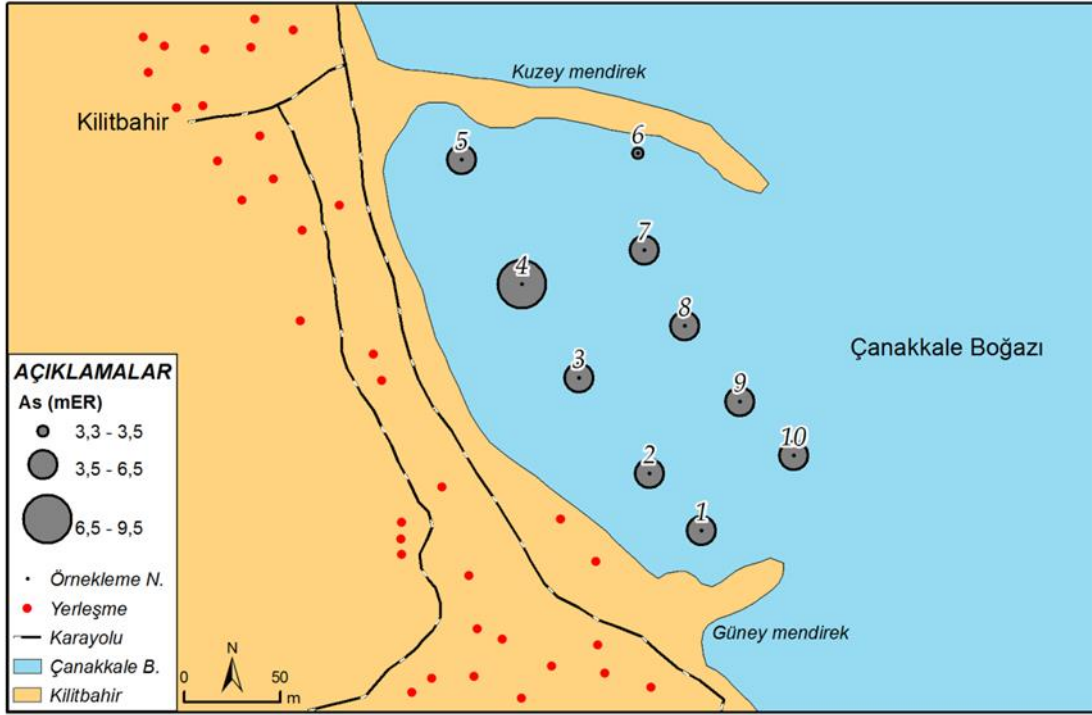 Kuzey mendirek
Kilitbahir
5
6
7
4
8
Çanakkale Boğazı
3
9
10
2
1
Güney mendirek
AÇIKLAMALAR
As (mER)
3,3 - 3,5
3,5 - 6,5
6,5 - 9,5
Örnekleme N.
Yerleşme
Karayolu
Çanakkale B.
Kilitbahir
N
0 50
m